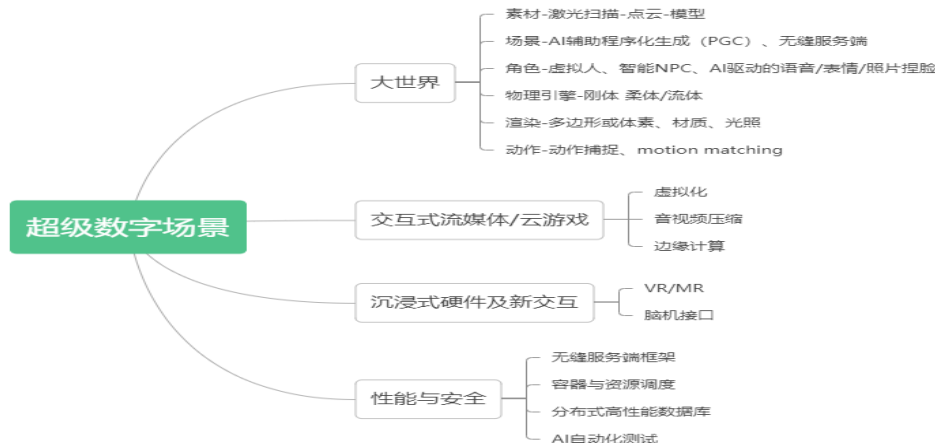 超级数字场景
大世界
素材-激光扫描-点云-模型
场景-AI辅助程序化生成（PGC）、无缝服务端
角色-虚拟人、智能NPC、AI驱动的语音/表情/照片捏脸
物理引擎-刚体 柔体/流体
渲染-多边形或体素、材质、光照
动作-动作捕捉、motion matching
交互式流媒体/云游戏
虚拟化
音视频压缩
边缘计算
沉浸式硬件及新交互
VR/MR
脑机接口
性能与安全
无缝服务端框架
容器与资源调度
分布式高性能数据库
AI自动化测试